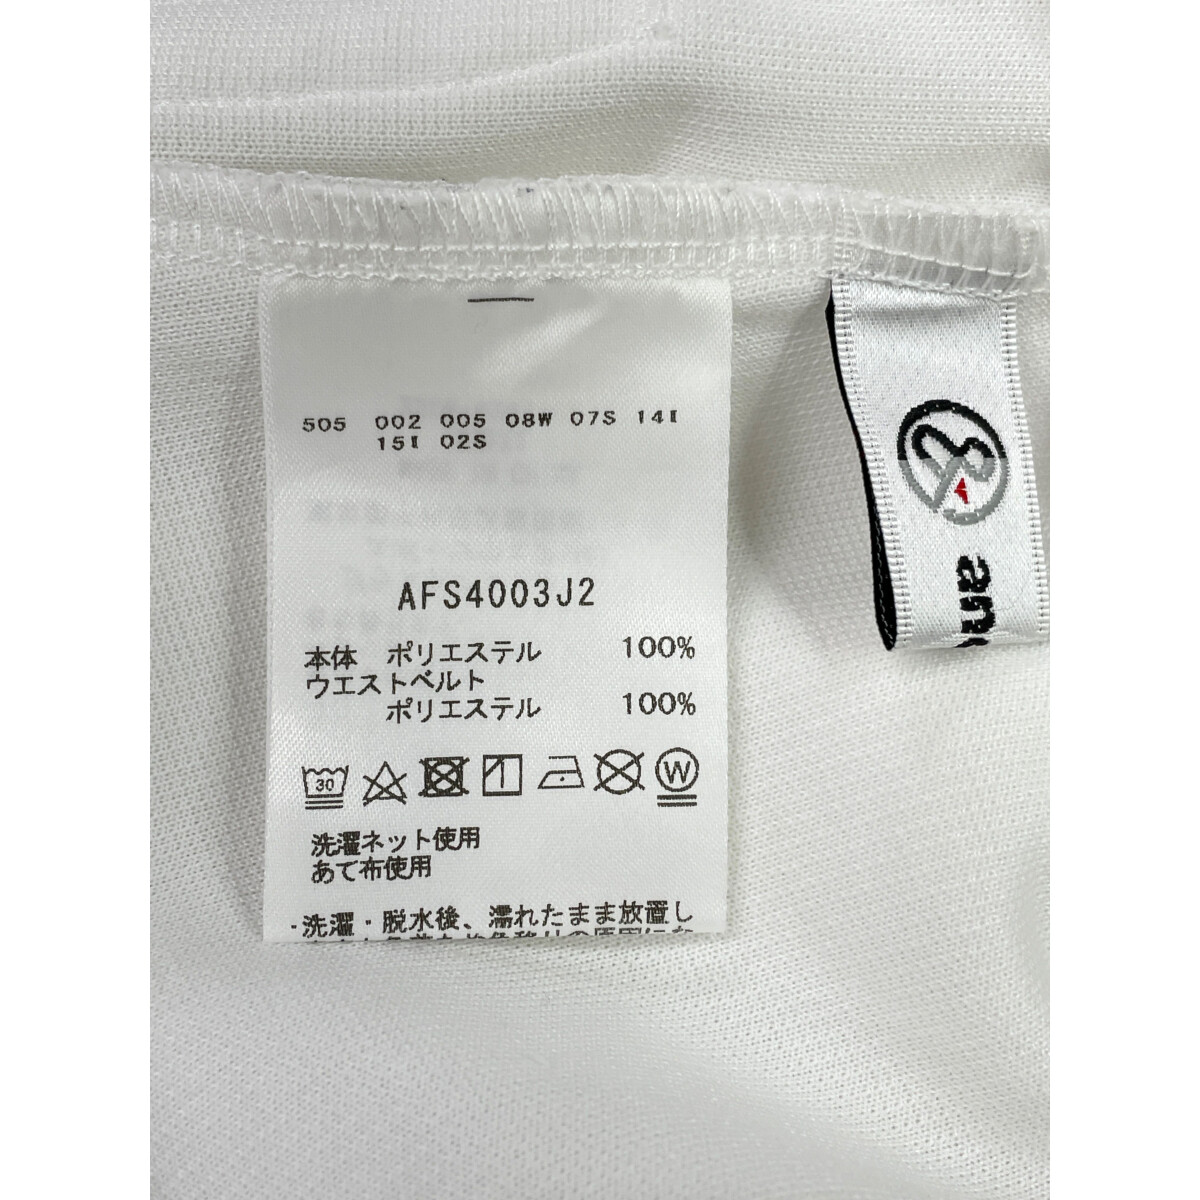 505 002 005 08W 07S 14I
15I 02S
AFS4003J2
本体 ポリエステル 100%
ウエストベルト
ポリエステル 100%
30
W
洗濯ネット使用
あて布使用
・洗濯・脱水後、濡れたまま放置し
an